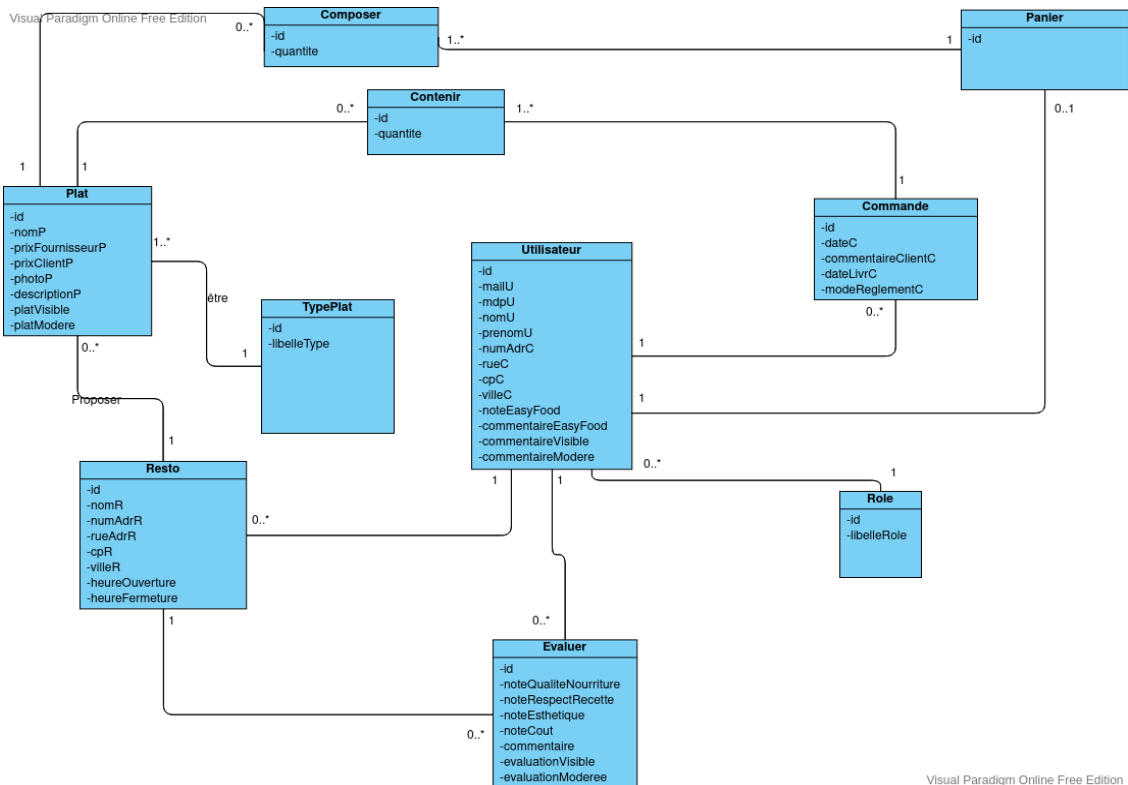 Visual Paradigm Online Free Edition
Composer
-id
-quantite
0..*
1..*
1
Panier
-id
0..1
Contenir
-id
-quantite
0..*
1..*
1
1
1
Plat
-id
-nomP
-prixFournisseurP
-prixClientP
-photoP
-descriptionP
-platVisible
-platModere
1..*
être
1
0..*
Proposer
1
TypePlat
-id
-libelleType
Commande
-id
-dateC
-commentaireClientC
-dateLivrC
-modeReglementC
0..*
Utilisateur
-id
-mailU
-mdpU
-nomU
-prenomU
-numAdrC
-rueC
-cpC
-villeC
-noteEasyFood
-commentaireEasyFood
-commentaireVisible
-commentaireModere
1
1
0..*
1
1
1
Role
-id
-libelleRole
Resto
-id
-nomR
-numAdrR
-rueAdrR
-cpR
-villeR
-heureOuverture
-heureFermeture
0..*
1
0..*
0..*
Evaluer
-id
-noteQualiteNourriture
-noteRespectRecette
-noteEsthetique
-noteCout
-commentaire
-evaluationVisible
-evaluationModeree
Visual Paradigm Online Free Edition